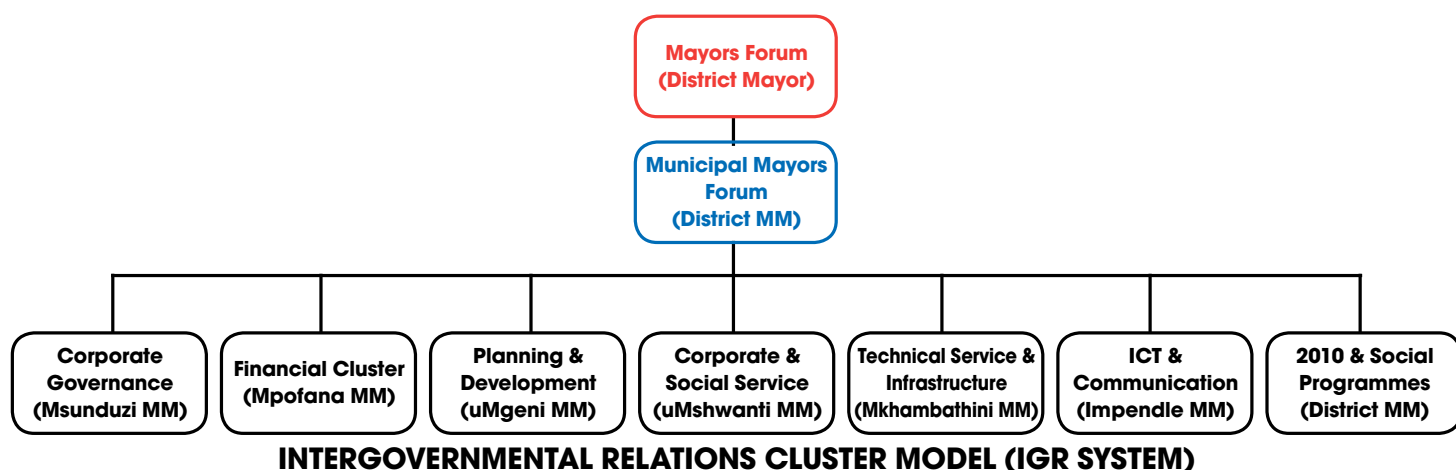 Mayors Forum
(District Mayor)
Municipal Mayors
Forum
(District MM)
Corporate
Governance
(Msunduzi MM)
Financial Cluster
(Mpofana MM)
Planning &
Development
(uMgeni MM)
Corporate &
Social Service
(uMshwanti MM)
Technical Service &
Infrastructure
(Mkhambathini MM)
ICT &
Communication
(Impendle MM)
2010 & Social
Programmes
(District MM)
INTERGOVERNMENTAL RELATIONS CLUSTER MODEL (IGR SYSTEM)